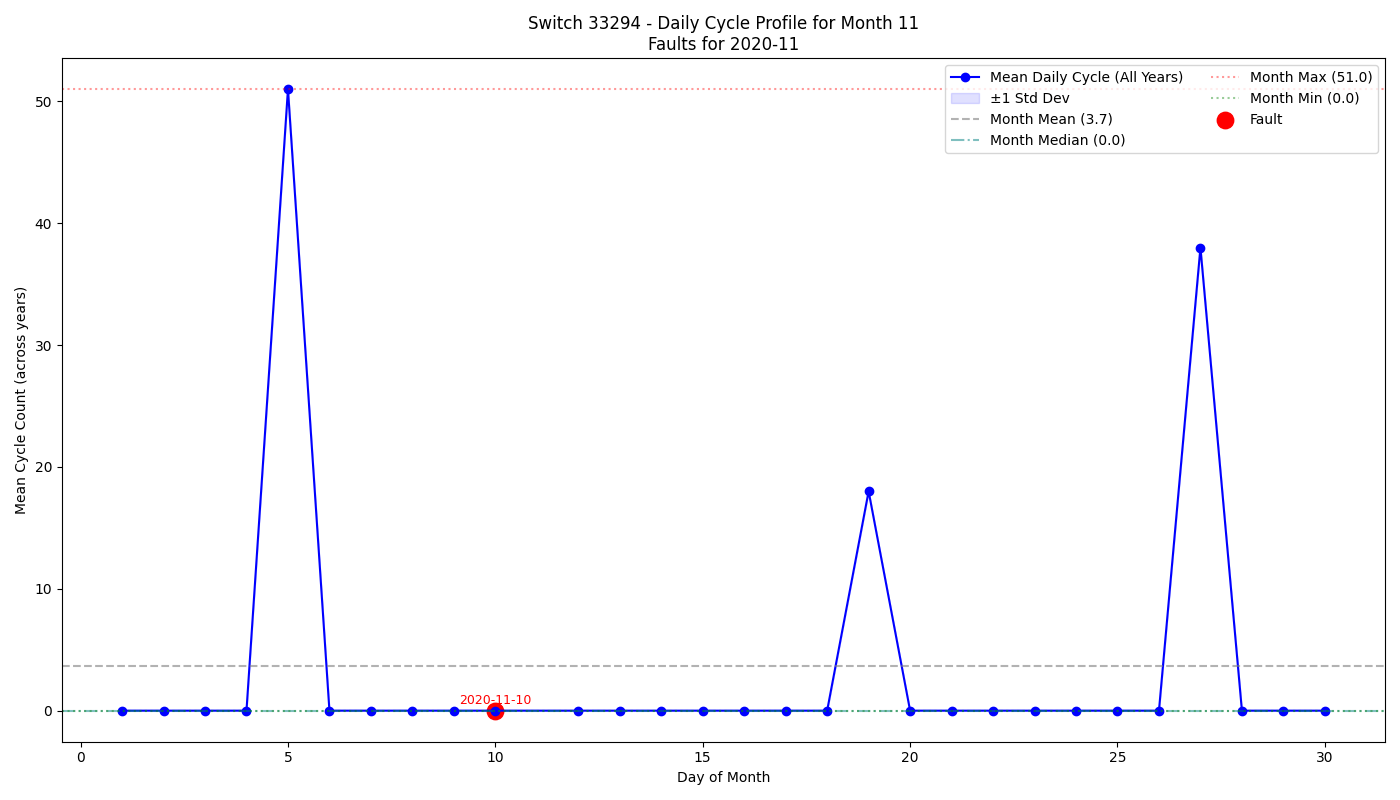 Switch 33294 - Daily Cycle Profile for Month 11
Faults for 2020-11
Mean Daily Cycle (All Years)
±1 Std Dev
Month Mean (3.7)
Month Median (0.0)
Month Max (51.0)
Month Min (0.0)
Fault
Mean Cycle Count (across years)
50
40
30
20
10
0
2020-11-10
0 5 10 15 20 25 30
Day of Month